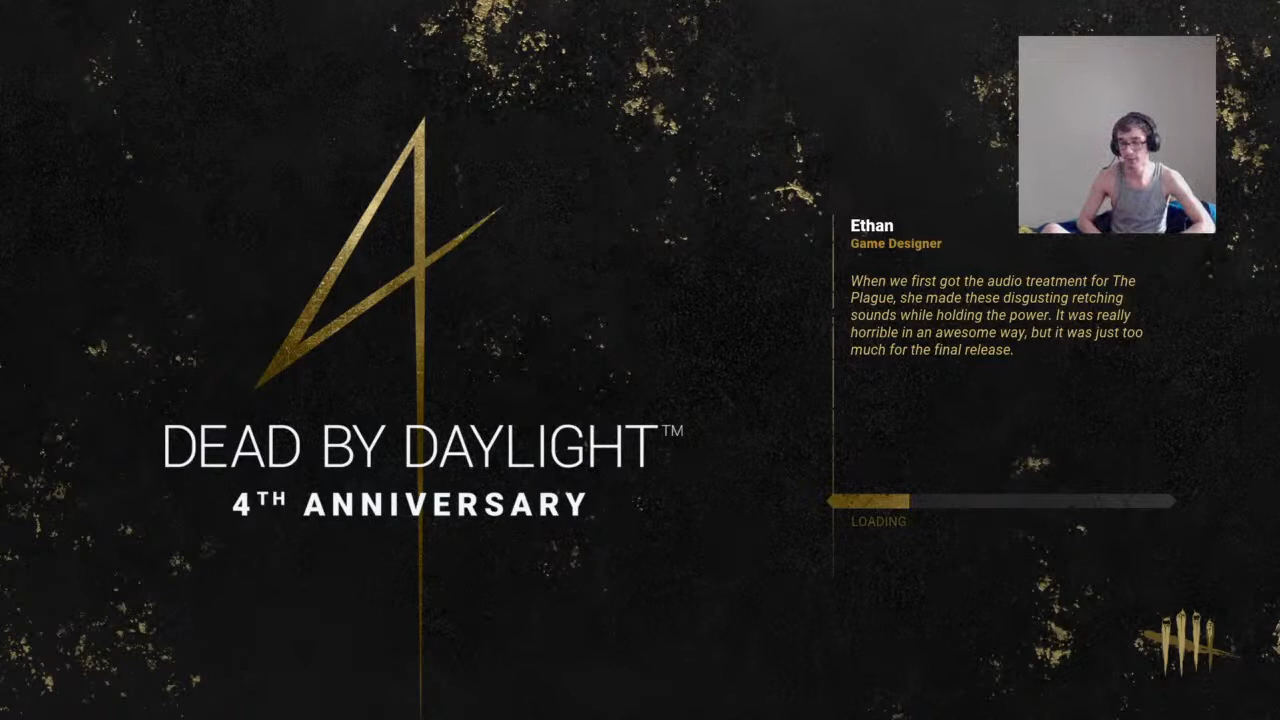 Ethan
Game Designer
When we first got the audio treatment for The
Plague, she made these disgusting retching
sounds while holding the power. It was really
horrible in an awesome way, but it was just too
much for the final release.
4
DEAD BY DAYLIGHT™
4TH ANNIVERSARY
LOADING